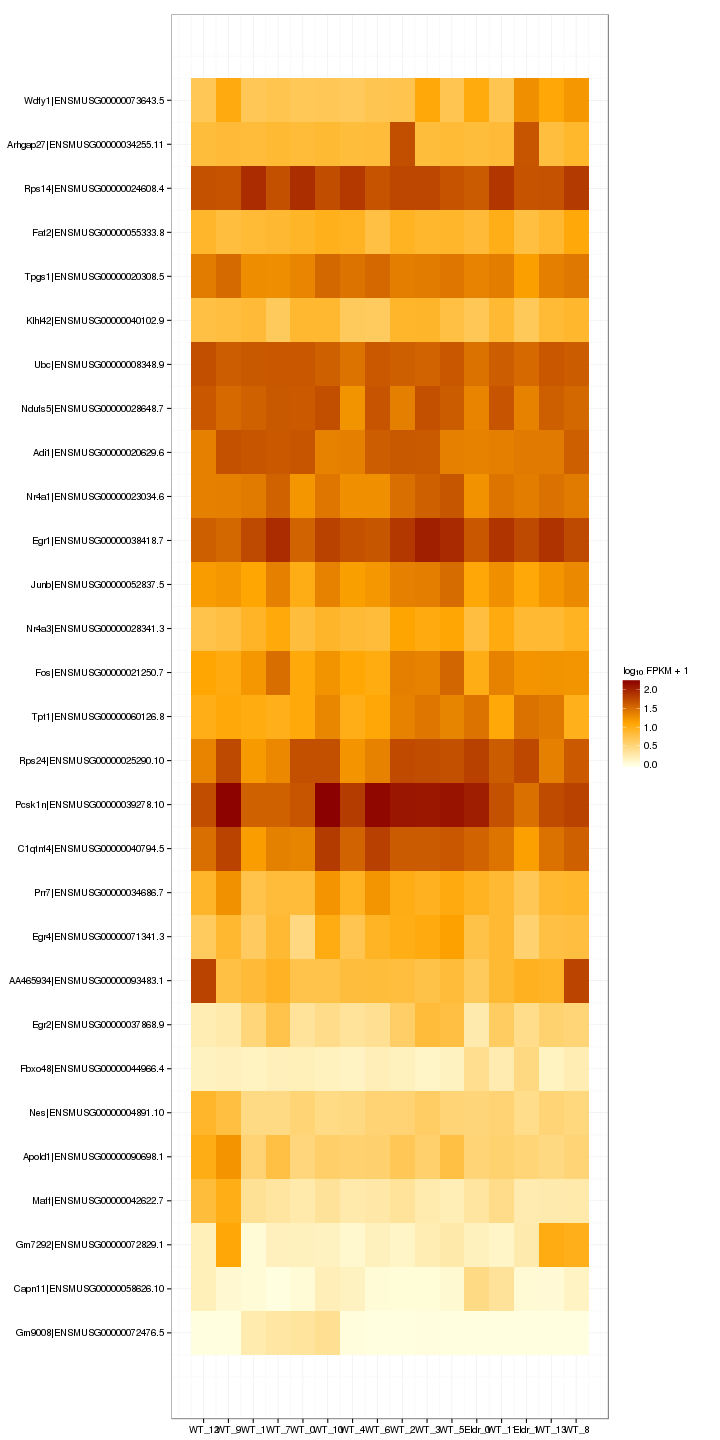 Wdfy1|ENSMUSG00000073643.5
Arhgap27|ENSMUSG00000034255.11
Rps14|ENSMUSG00000024608.4
Fat2|ENSMUSG00000055333.8
Tpgs1|ENSMUSG00000020308.5
Klhl42|ENSMUSG00000040102.9
Ubc|ENSMUSG00000008348.9
Ndufs5|ENSMUSG00000028648.7
Adi1|ENSMUSG00000020629.6
Nr4a1|ENSMUSG00000023034.6
Egr1|ENSMUSG00000038418.7
Junb|ENSMUSG00000052837.5
Nr4a3|ENSMUSG00000028341.3
Fos|ENSMUSG00000021250.7
Tpt1|ENSMUSG00000060126.8
Rps24|ENSMUSG00000025290.10
Pcsk1n|ENSMUSG00000039278.10
C1qtnf4|ENSMUSG00000040794.5
Prr7|ENSMUSG00000034686.7
Egr4|ENSMUSG00000071341.3
AA465934|ENSMUSG00000093483.1
Egr2|ENSMUSG00000037868.9
Fbxo48|ENSMUSG00000044966.4
Nes|ENSMUSG00000004891.10
Apold1|ENSMUSG00000090698.1
Maff|ENSMUSG00000042622.7
Gm7292|ENSMUSG00000072829.1
Capn11|ENSMUSG00000058626.10
Gm9008|ENSMUSG00000072476.5
log₁₀ FPKM + 1
2.0
1.5
1.0
0.5
0.0
WT_12 WT_9 WT_1 WT_7 WT_0 WT_10 WT_4 WT_6 WT_2 WT_3 WT_5 Eldr_0 WT_11 Eldr_1 WT_13 WT_8